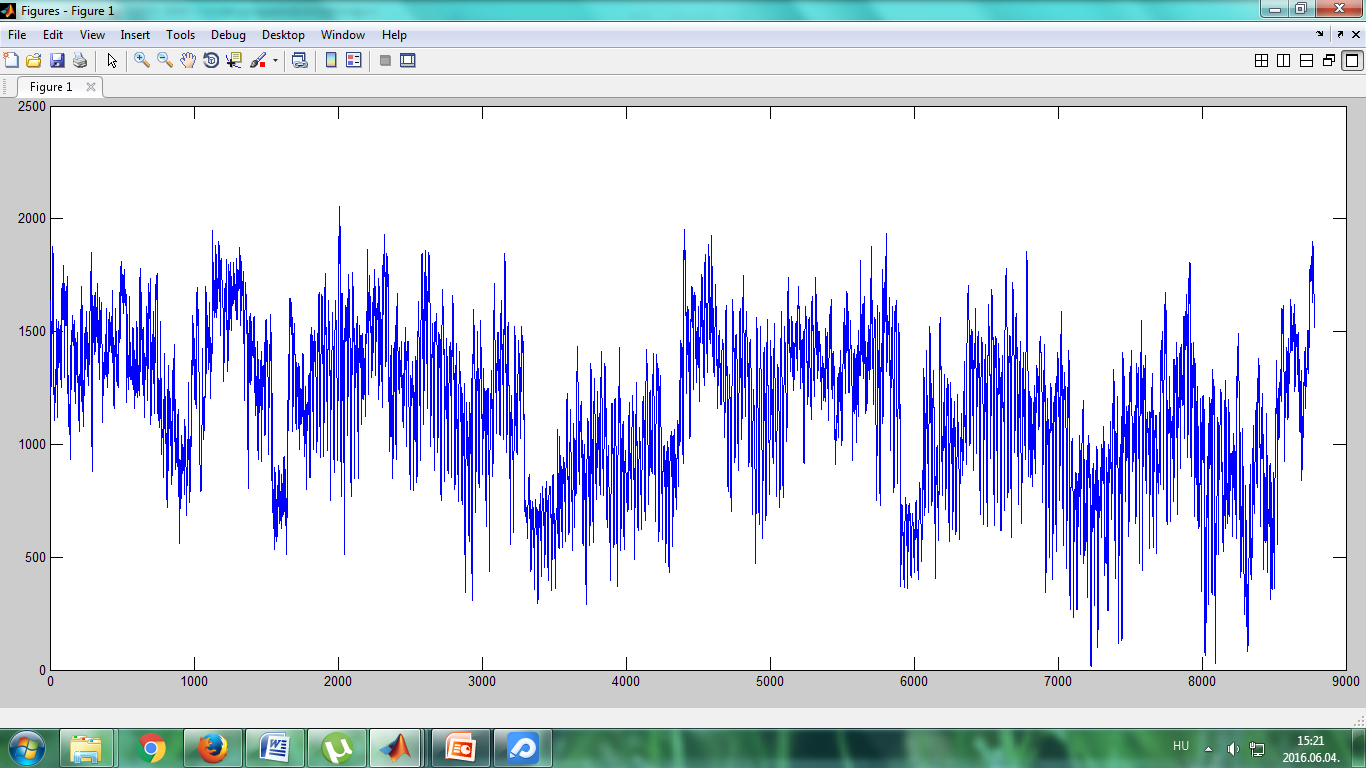 Figures - Figure 1
File Edit View Insert Tools Debug Desktop Window Help
Figure 1
2500
2000
1500
1000
500
0
0 1000 2000 3000 4000 5000 6000 7000 8000 9000
HU 15:21
2016.06.04.